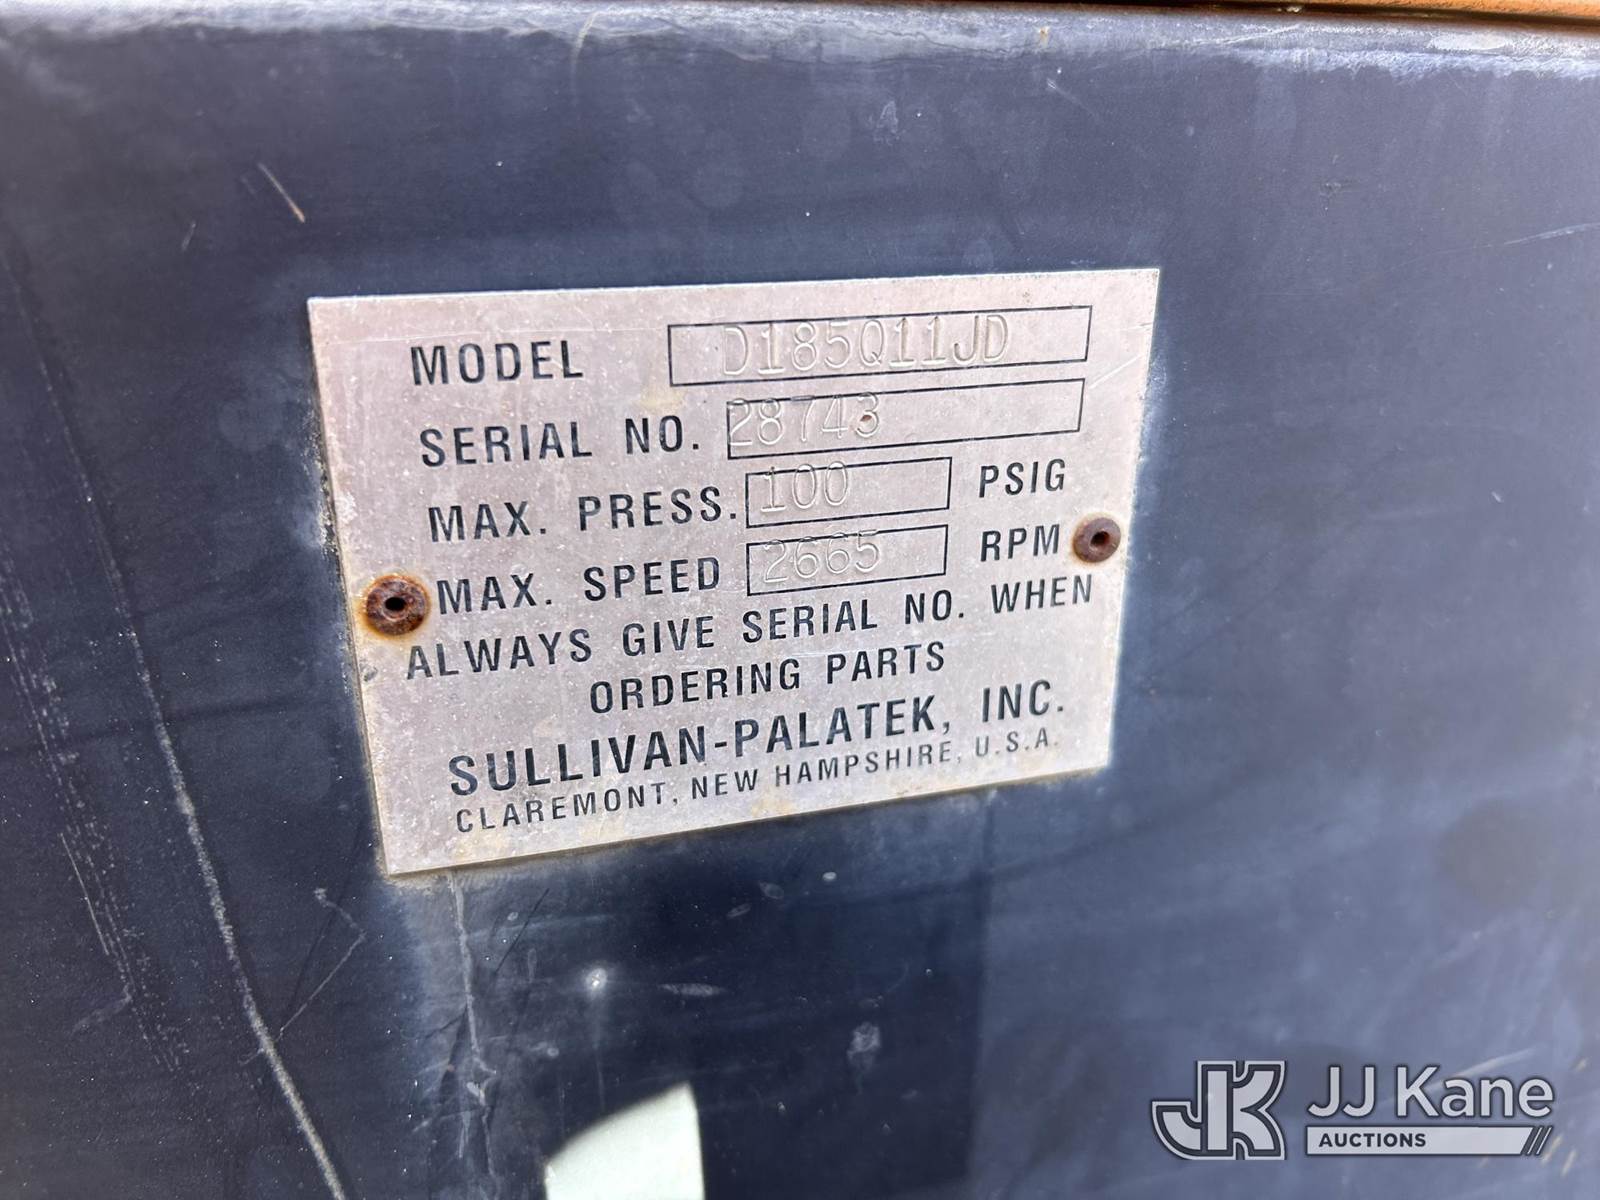 MODEL D185Q11JD
SERIAL NO. 28743
MAX. PRESS. 100 PSIG
MAX. SPEED 2665 RPM
ALWAYS GIVE SERIAL NO. WHEN
ORDERING PARTS
SULLIVAN-PALATEK, INC.
CLAREMONT, NEW HAMPSHIRE, U.S.A.
JK JJ Kane
AUCTIONS